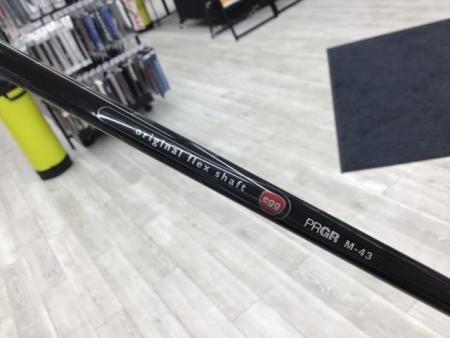 original flex shaft egg
PRGR M-43